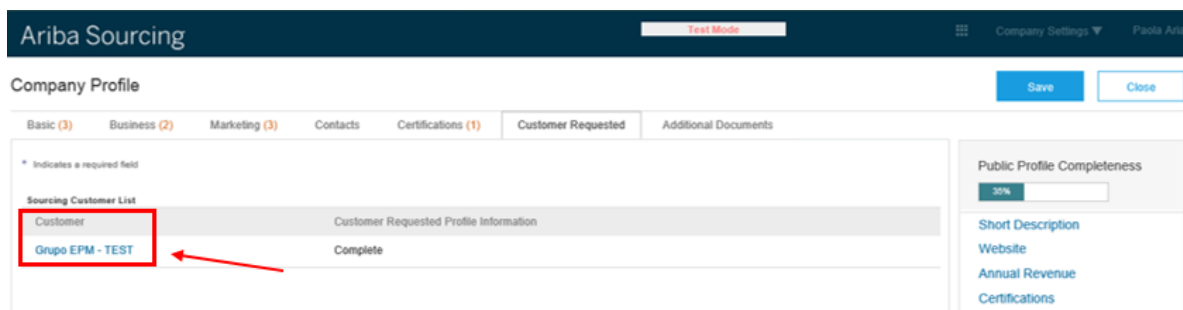 Ariba Sourcing
Test Mode
Company Settings ▼
Paola
Company Profile
Save
Close
Basic (3)
Business (2)
Marketing (3)
Contacts
Certifications (1)
Customer Requested
Additional Documents
* Indicates a required field
Sourcing Customer List
Customer
Customer Requested Profile Information
Grupo EPM - TEST
Complete
Public Profile Completeness
35%
Short Description
Website
Annual Revenue
Certifications